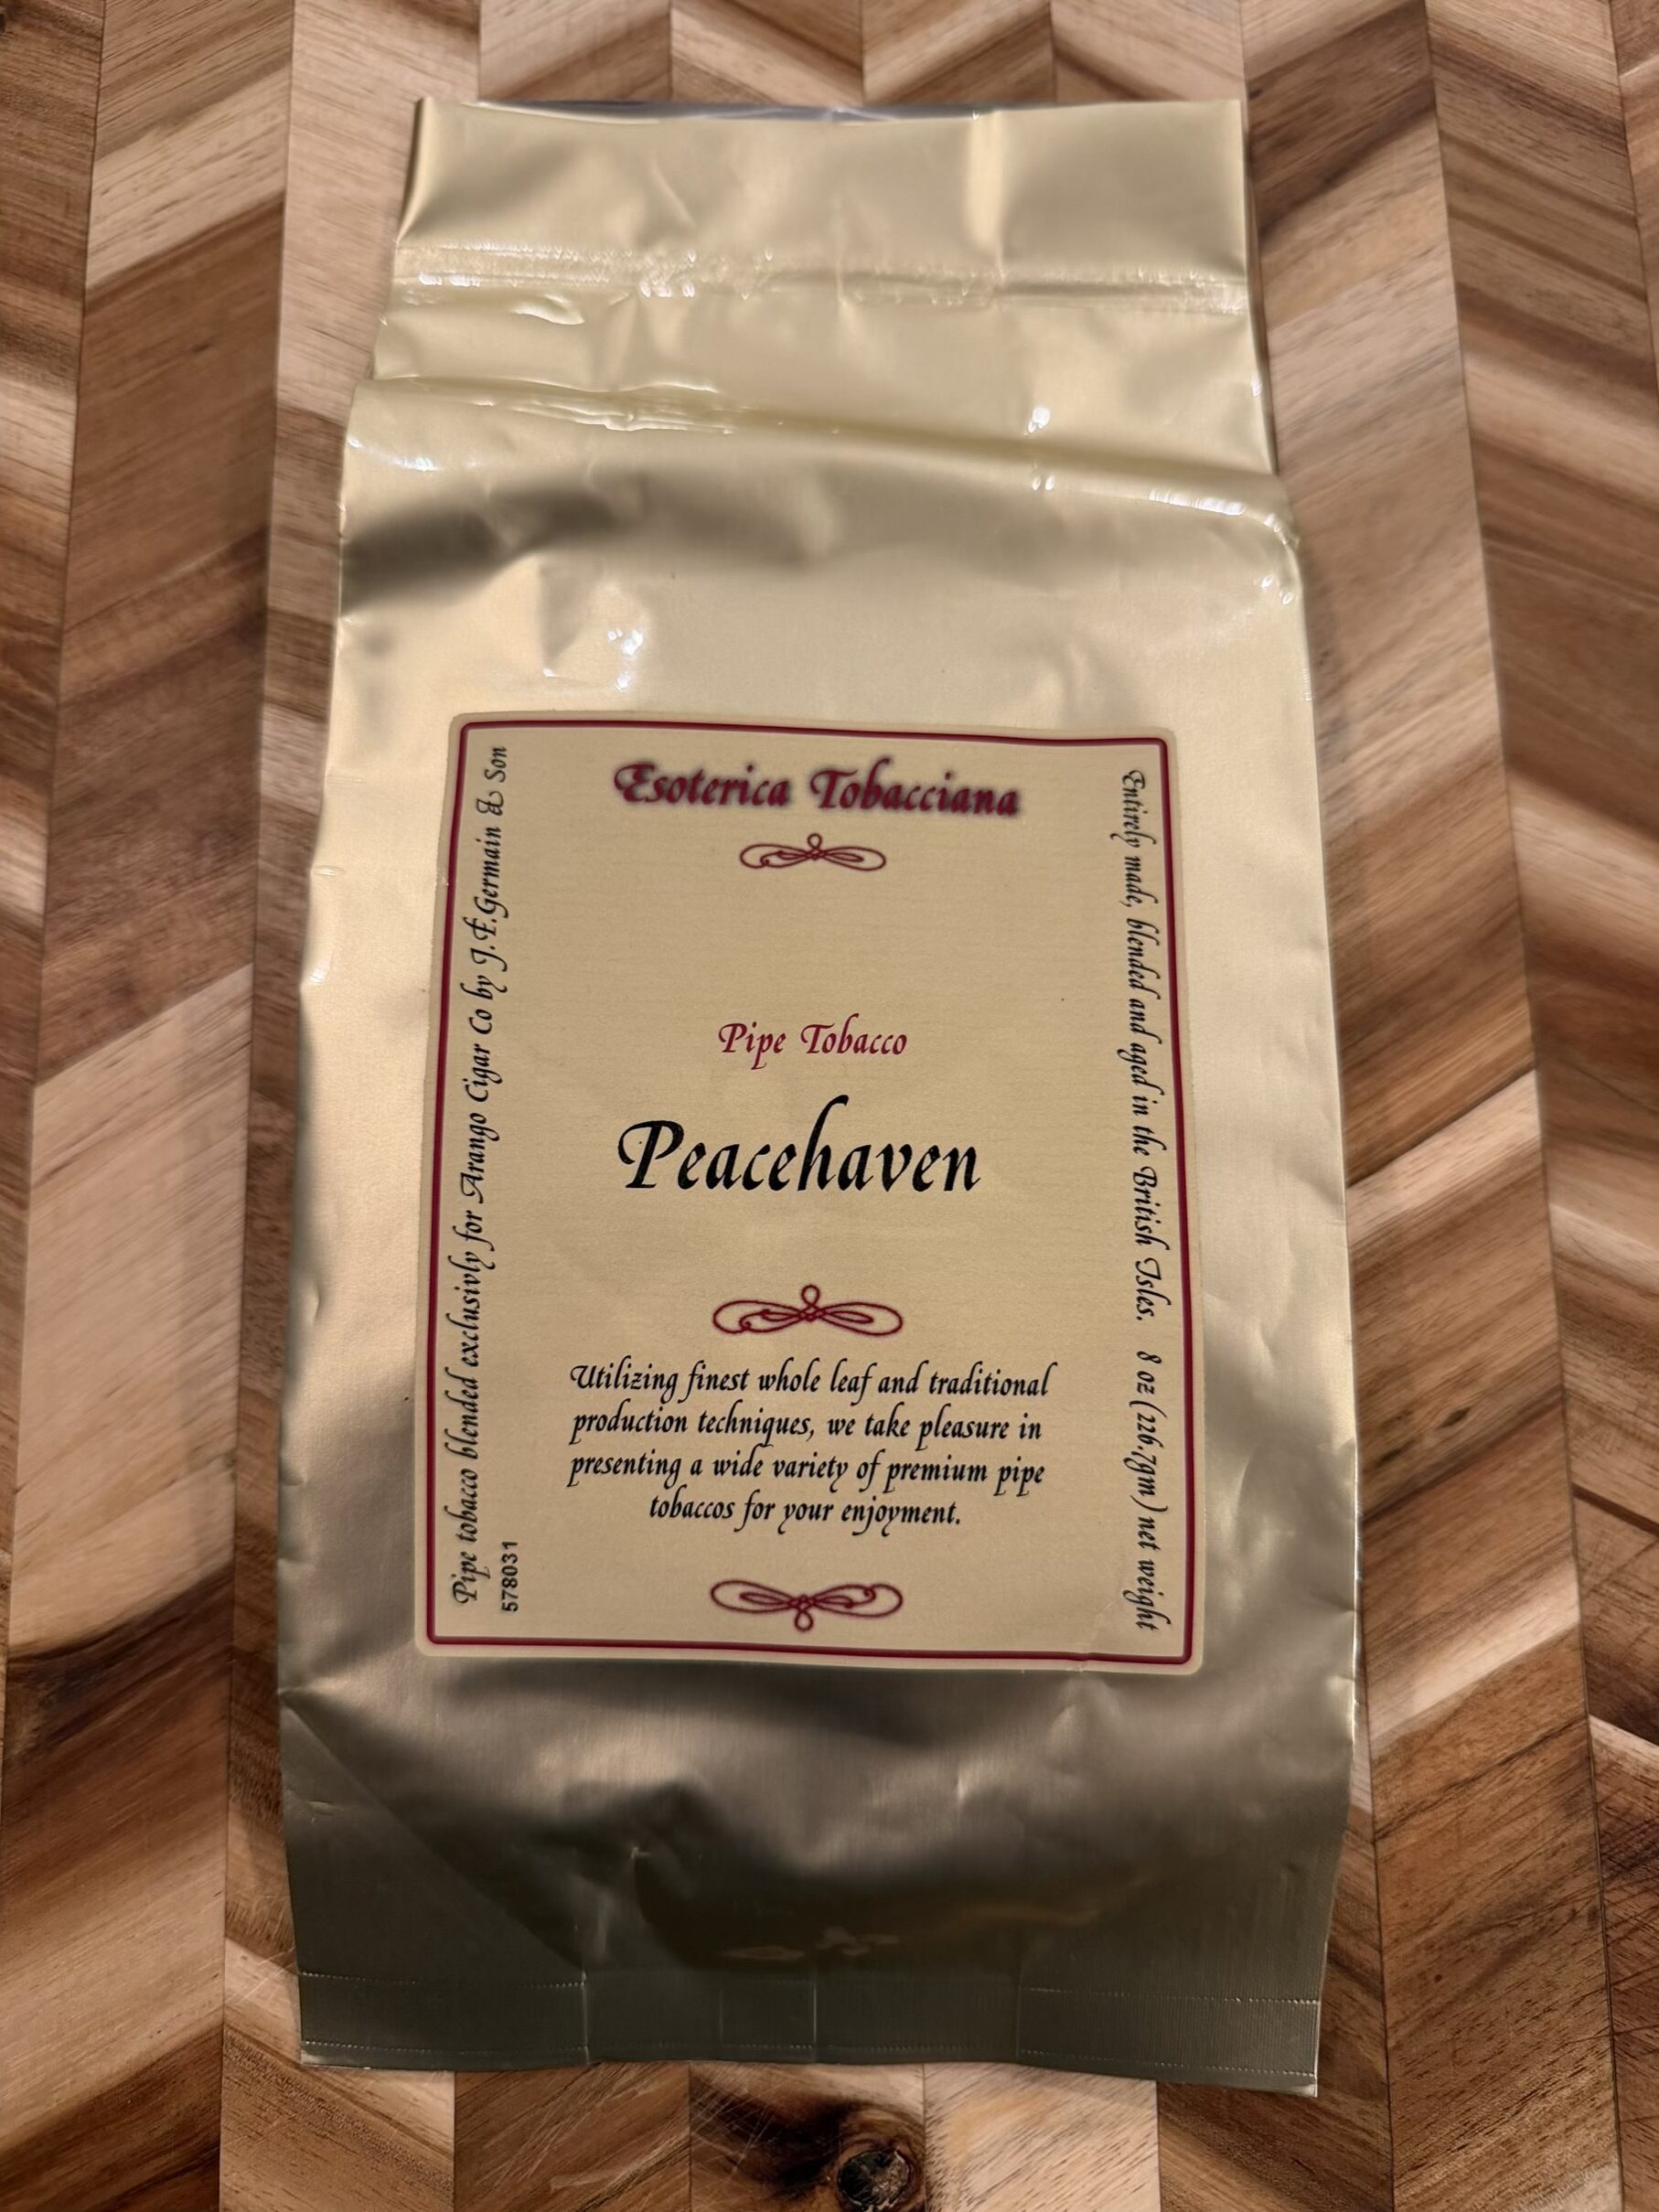 Esoterica Tobacciana
Pipe Tobacco
Peacehaven
Utilizing finest whole leaf and traditional
production techniques, we take pleasure in
presenting a wide variety of premium pipe
tobaccos for your enjoyment.
Pipe tobacco blended exclusivly for Arango Cigar Co by J.F.Germain & Son
578031
Entirely made, blended and aged in the British Isles. 8 oz (226.7gm) net weight